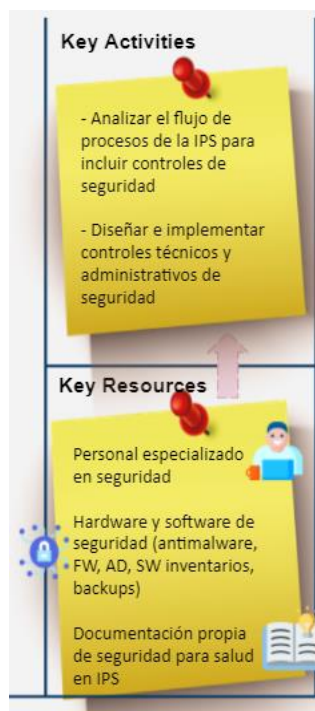 Key Activities
- Analizar el flujo de
procesos de la IPS para
incluir controles de
seguridad
- Diseñar e implementar
controles técnicos y
administrativos de
seguridad
Key Resources
Personal especializado
en seguridad
Hardware y software de
seguridad (antimalware,
FW, AD, SW inventarios,
backups)
Documentación propia
de seguridad para salud
en IPS